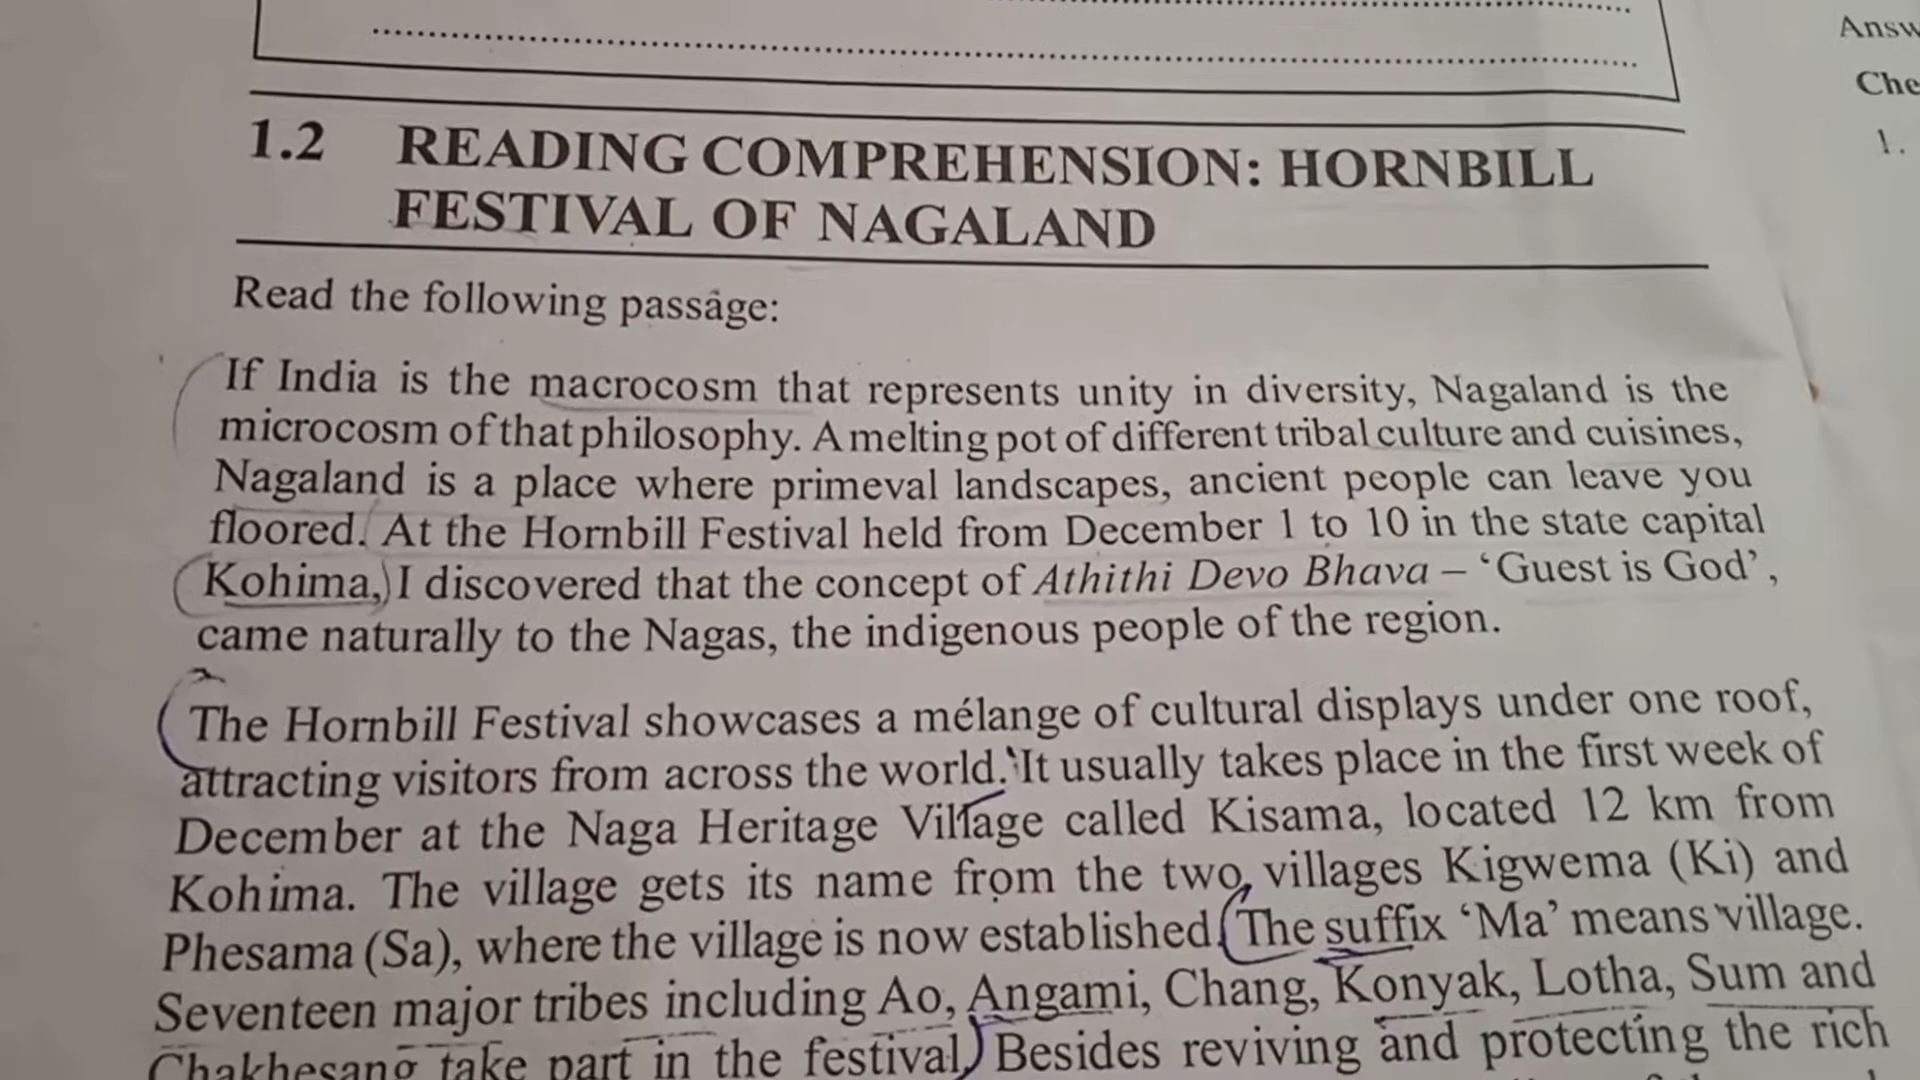 Answ
Che
1.
1.2 READING COMPREHENSION: HORNBILL
FESTIVAL OF NAGALAND
Read the following passage:
If India is the macrocosm that represents unity in diversity, Nagaland is the
microcosm of that philosophy. A melting pot of different tribal culture and cuisines,
Nagaland is a place where primeval landscapes, ancient people can leave you
floored. At the Hornbill Festival held from December 1 to 10 in the state capital
Kohima, I discovered that the concept of Athithi Devo Bhava – ‘Guest is God’,
came naturally to the Nagas, the indigenous people of the region.
The Hornbill Festival showcases a mélange of cultural displays under one roof,
attracting visitors from across the world. It usually takes place in the first week of
December at the Naga Heritage Village called Kisama, located 12 km from
Kohima. The village gets its name from the two villages Kigwema (Ki) and
Phesama (Sa), where the village is now established. The suffix ‘Ma’ means village.
Seventeen major tribes including Ao, Angami, Chang, Konyak, Lotha, Sum and
Chakhesang take part in the festival. Besides reviving and protecting the rich